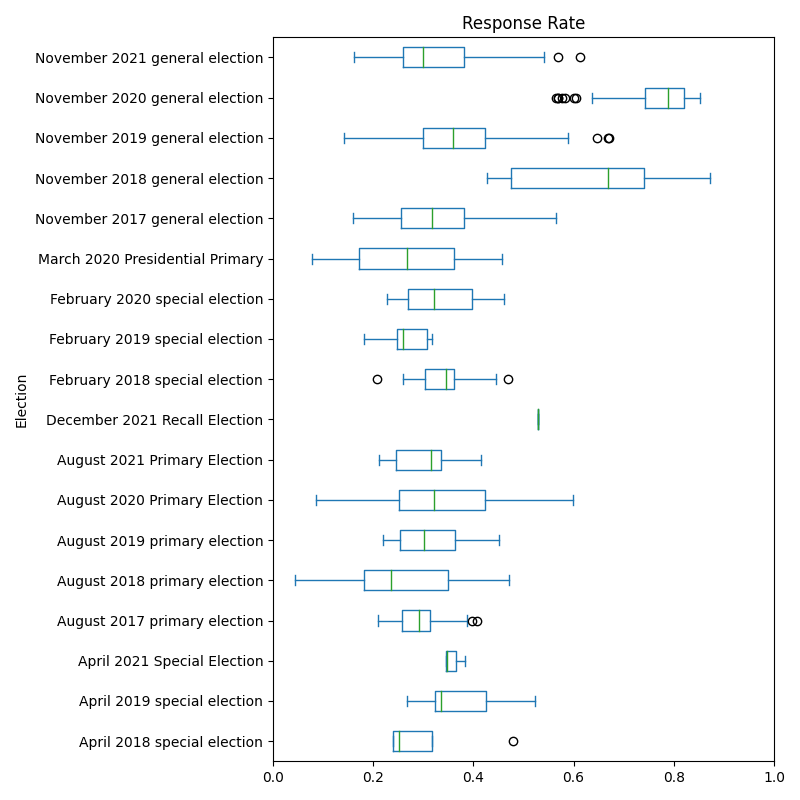 Response Rate
Election
November 2021 general election
November 2020 general election
November 2019 general election
November 2018 general election
November 2017 general election
March 2020 Presidential Primary
February 2020 special election
February 2019 special election
February 2018 special election
December 2021 Recall Election
August 2021 Primary Election
August 2020 Primary Election
August 2019 primary election
August 2018 primary election
August 2017 primary election
April 2021 Special Election
April 2019 special election
April 2018 special election
0.0 0.2 0.4 0.6 0.8 1.0